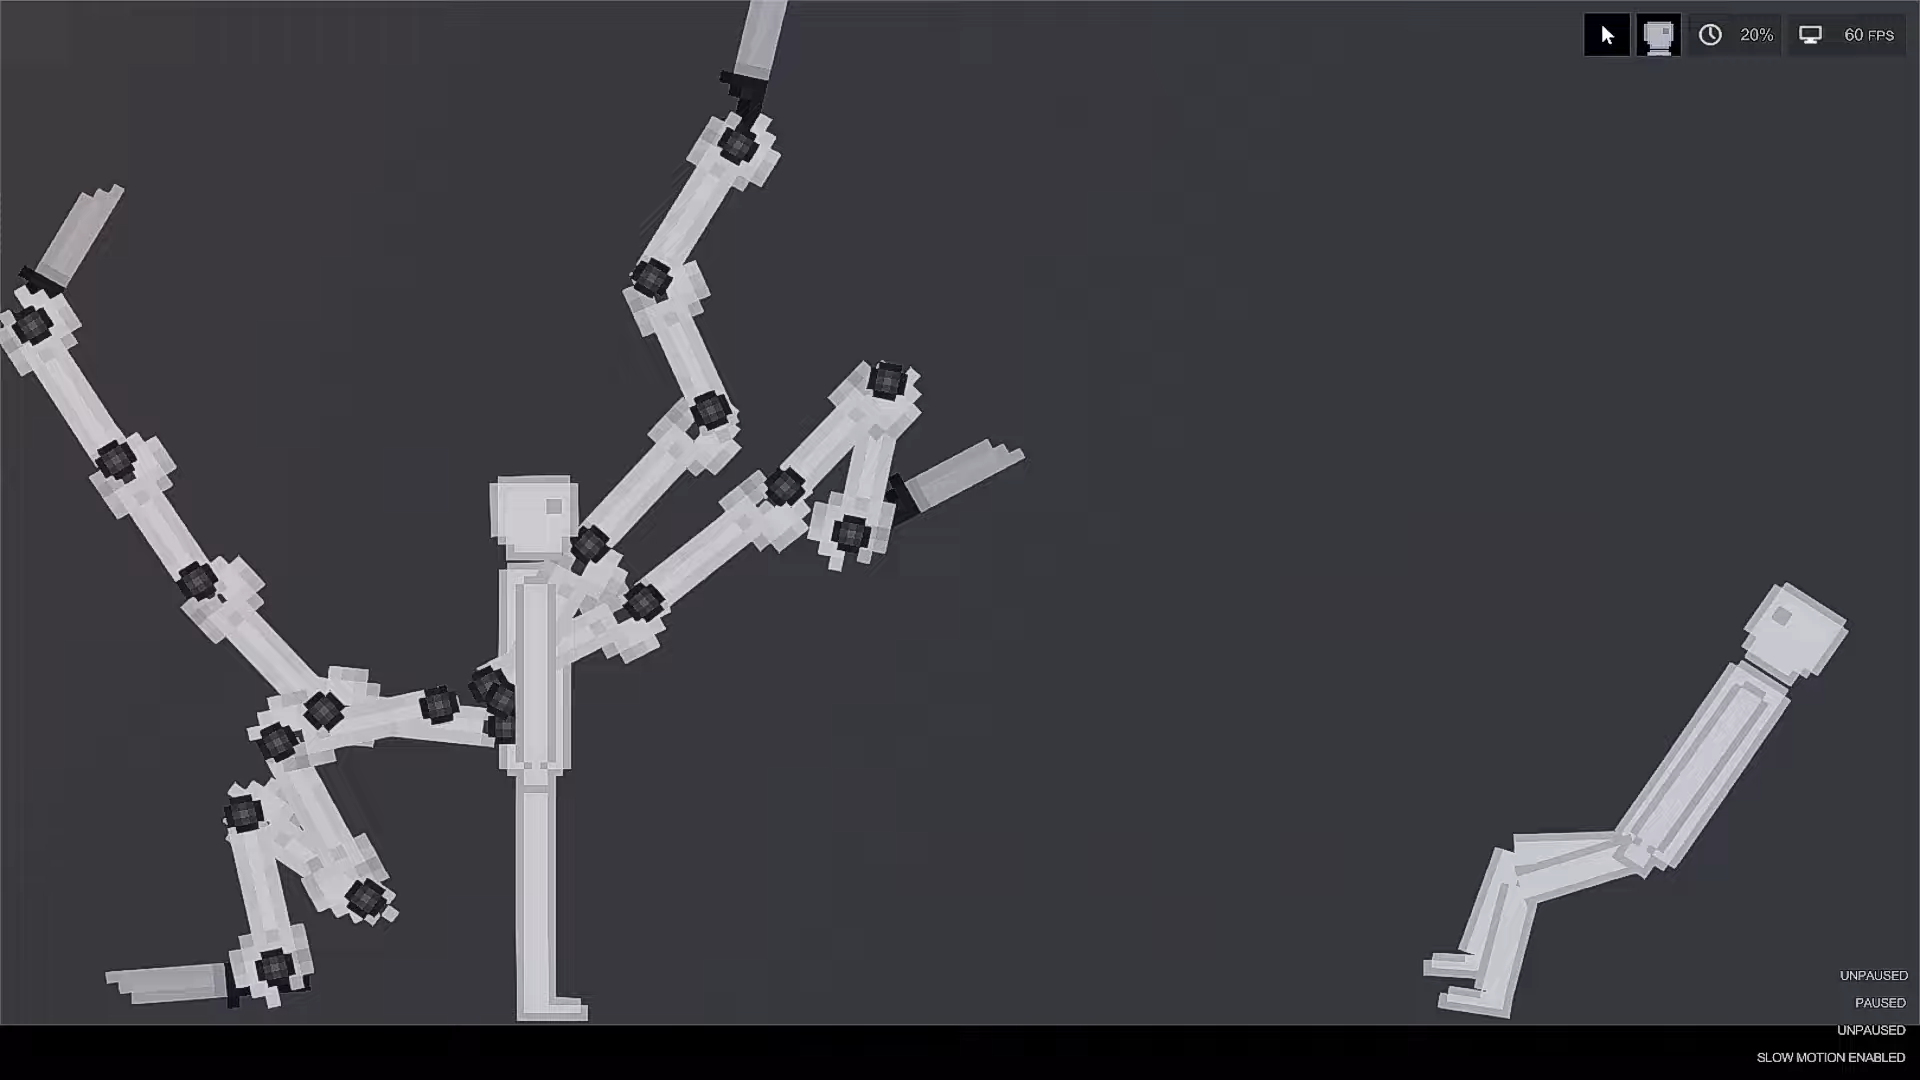 20%
60 FPS
UNPAUSED
PAUSED
UNPAUSED
SLOW MOTION ENABLED